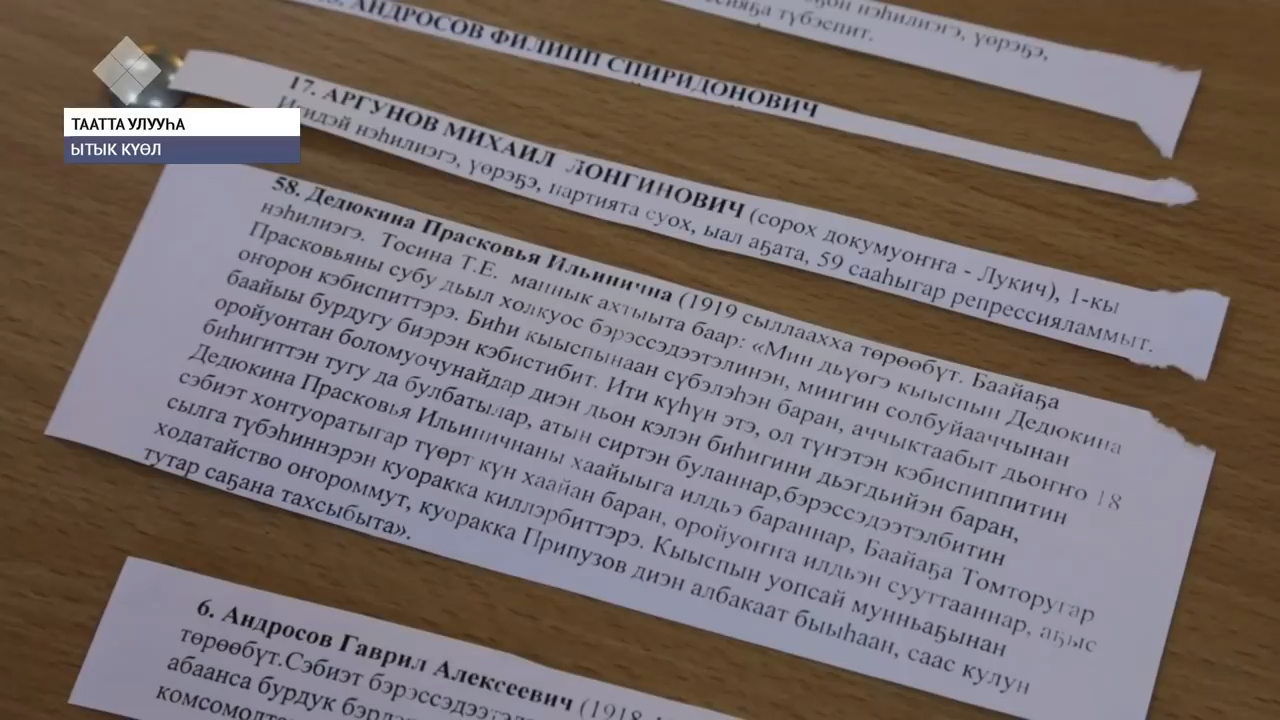 ТААТТА УЛУУҺА
ЫТЫК КҮӨЛ
нэһилиэгэ, үөрэҕэ,
түбэспит.
АНДРОСОВ ФИЛИПП СПИРИДОНОВИЧ
17. АРГУНОВ МИХАИЛ ЛОНГИНОВИЧ (сорох докумуоҥҥа - Лукич), 1-кы
нэһилиэгэ, үөрэҕэ, партията суох, ыал аҕата, 59 сааһыгар репрессияламмыт.
58. Дедюкина Прасковья Ильинична (1919 сыллаахха төрөөбүт. Баайаҕа
нэһилиэгэ. Тосина Т.Е. маннык ахтыыта баар: «Мин дьүөгэ кыыспын Дедюкина
Прасковьяны субу дьыл холкуос бэрэссэдээтэлинэн, миигин солбуйааччынан
оҥорон кэбиспиттэрэ. Биһи кыыспынаан сүбэлэһэн баран, аччыктаабыт дьоҥҥо 18
баайыы бурдугу биэрэн кэбистибит. Ити күһүн этэ, ол түҥэтэн кэбиспиппитин
оройуонтан боломуочунайдар диэн дьон кэлэн биһигини дьэгдьийэн баран,
биһигиттэн тугу да булбатылар, атын сиртэн буланнар,бэрэссэдээтэлбитин
Дедюкина Прасковья Ильиничнаны хаайыыга илдьэ бараннар, Баайаҕа Томторугар
сэбиэт хонтуоратыгар түөрт күн хаайан баран, оройуоҥҥа илдьэн сууттааннар, аҕыс
сылга түбэһиннэрэн куоракка киллэрбиттэрэ. Кыыспын уопсай мунньаҕынан
ходатайство оҥороммут, куоракка Припузов диэн албакаат быыһаан, саас кулун
тутар саҕана тахсыбыта».
6. Андросов Гаврил Алексеевич (1918
төрөөбүт.Сэбиэт
абаанса бурдук